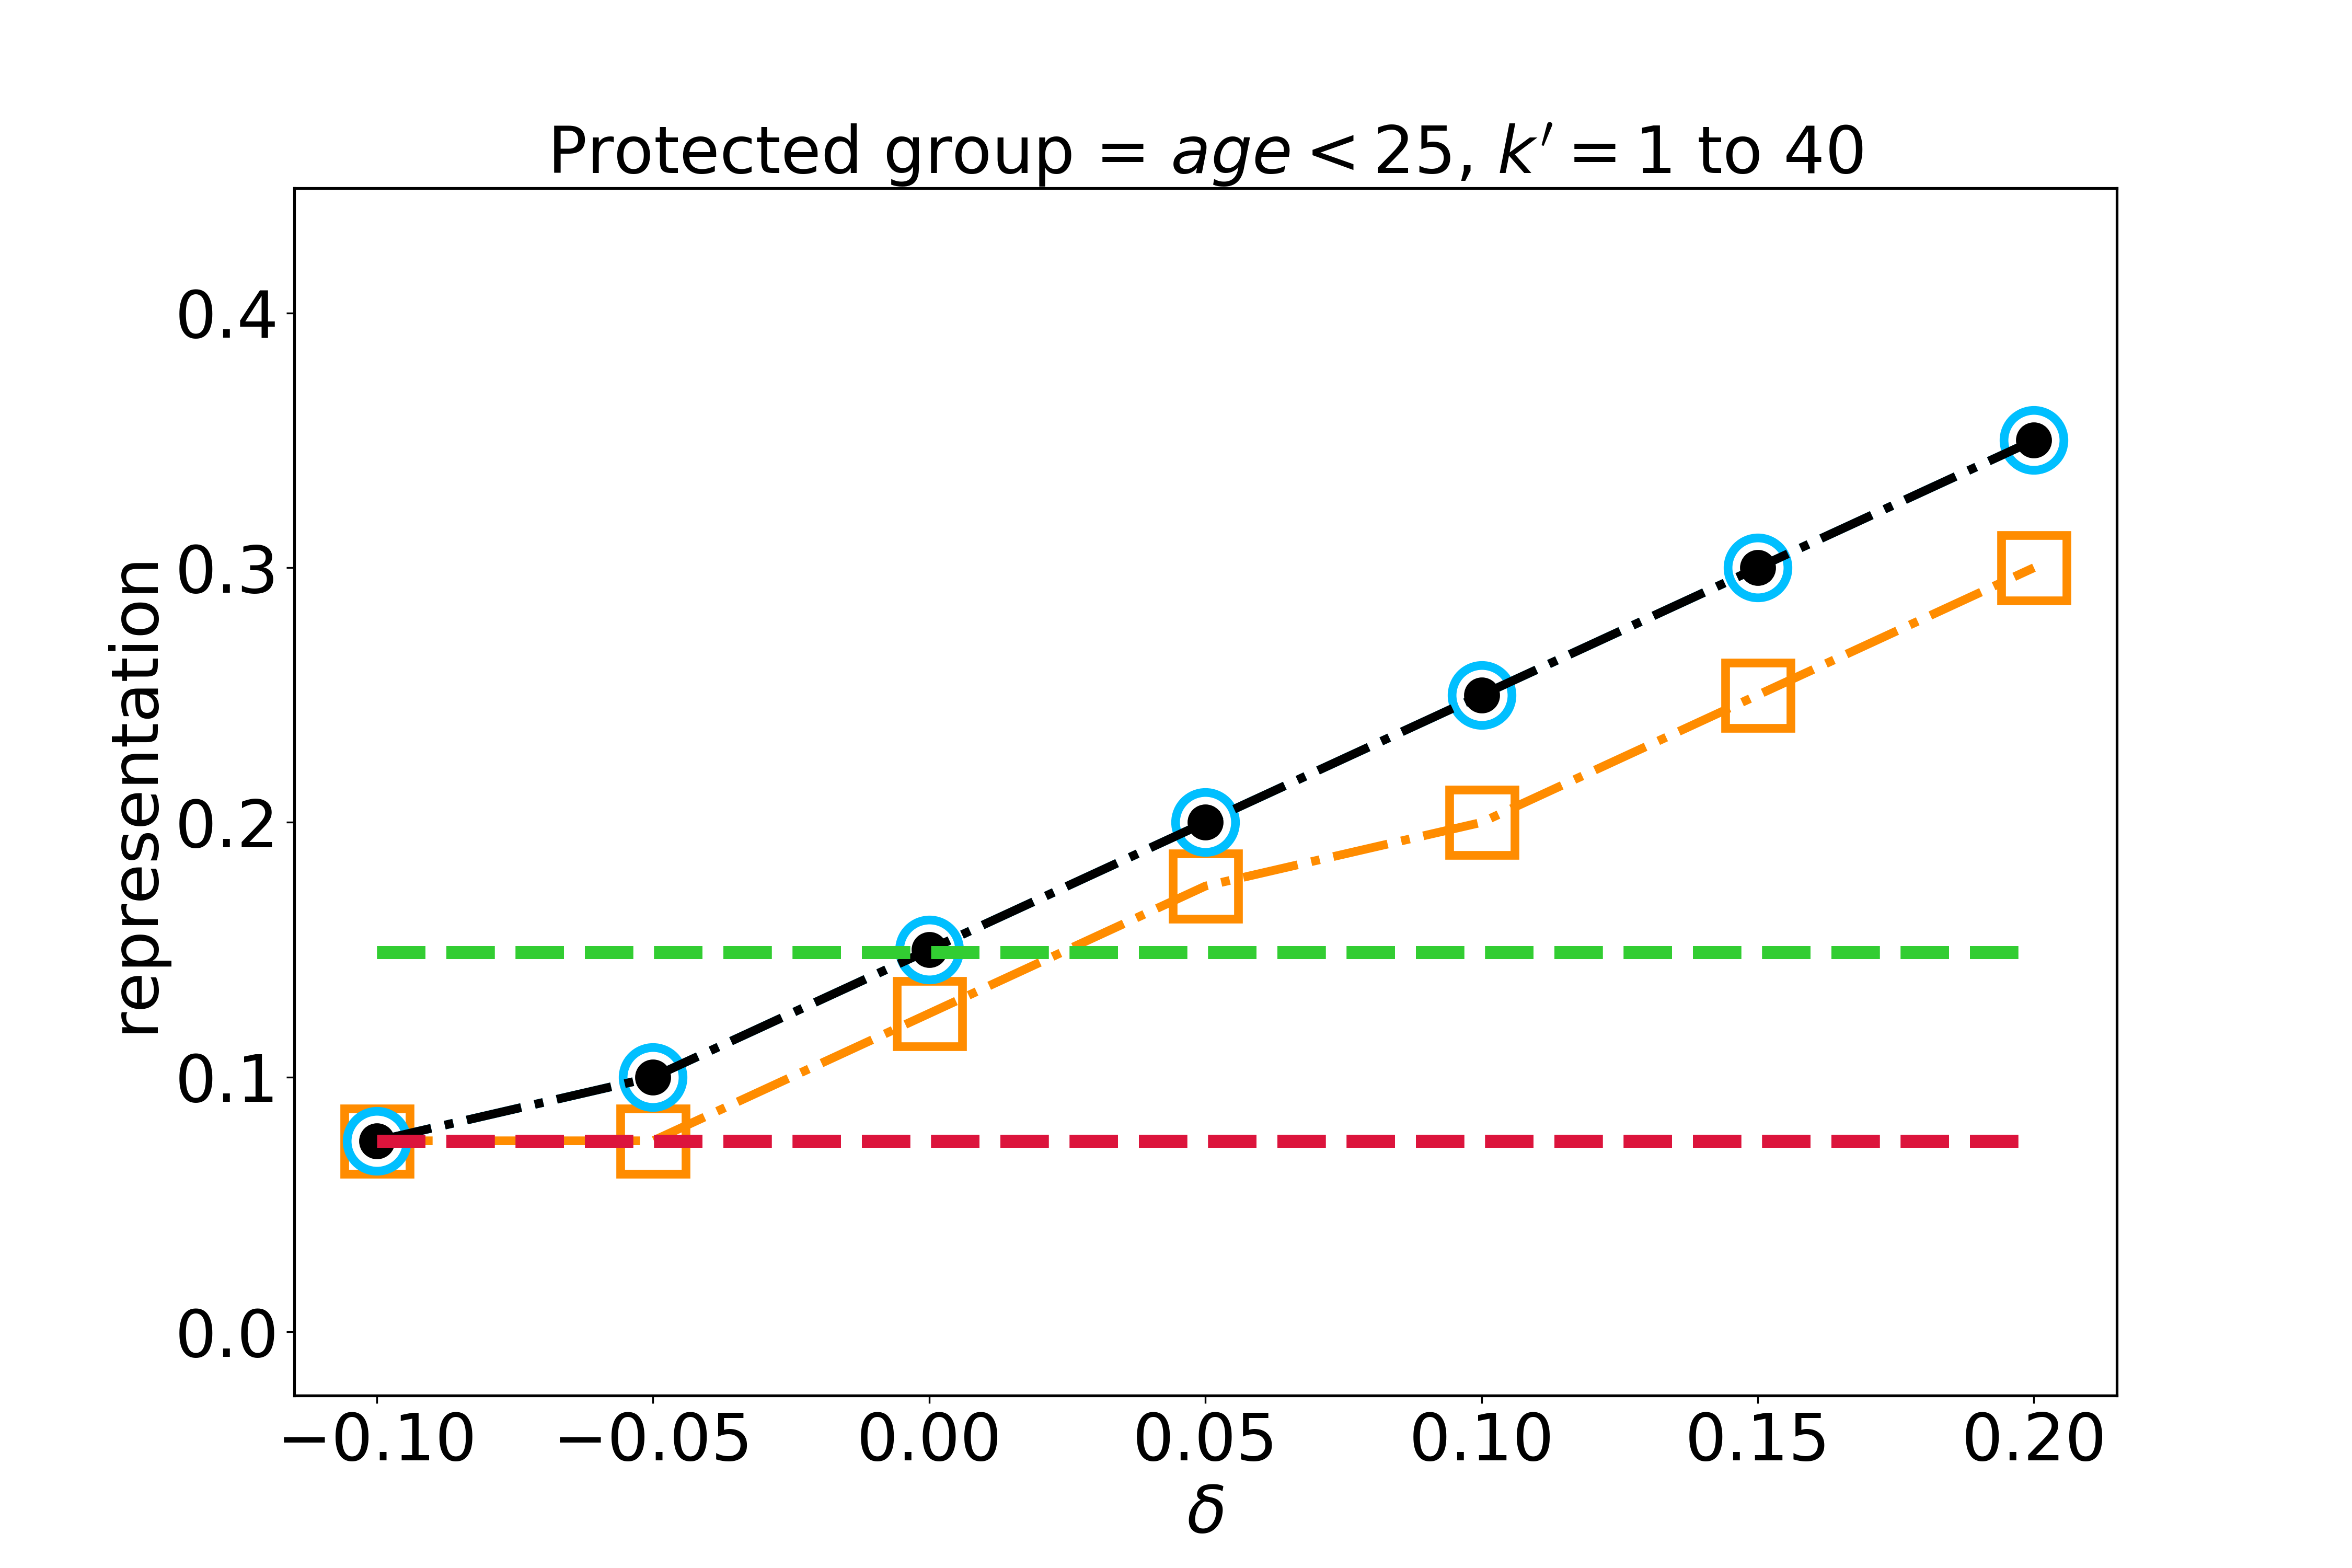 Protected group = age < 25, k′ = 1 to 40
representation
0.4
0.3
0.2
0.1
0.0
−0.10 −0.05 0.00 0.05 0.10 0.15 0.20
δ